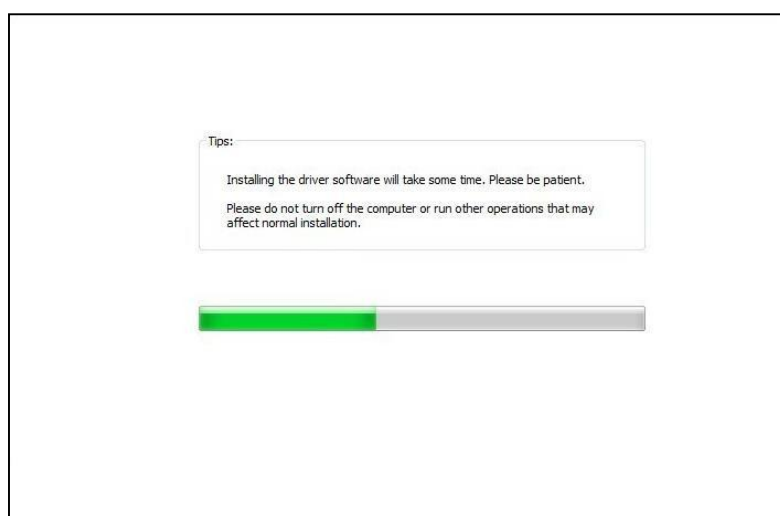 Tips:
Installing the driver software will take some time. Please be patient.
Please do not turn off the computer or run other operations that may
affect normal installation.